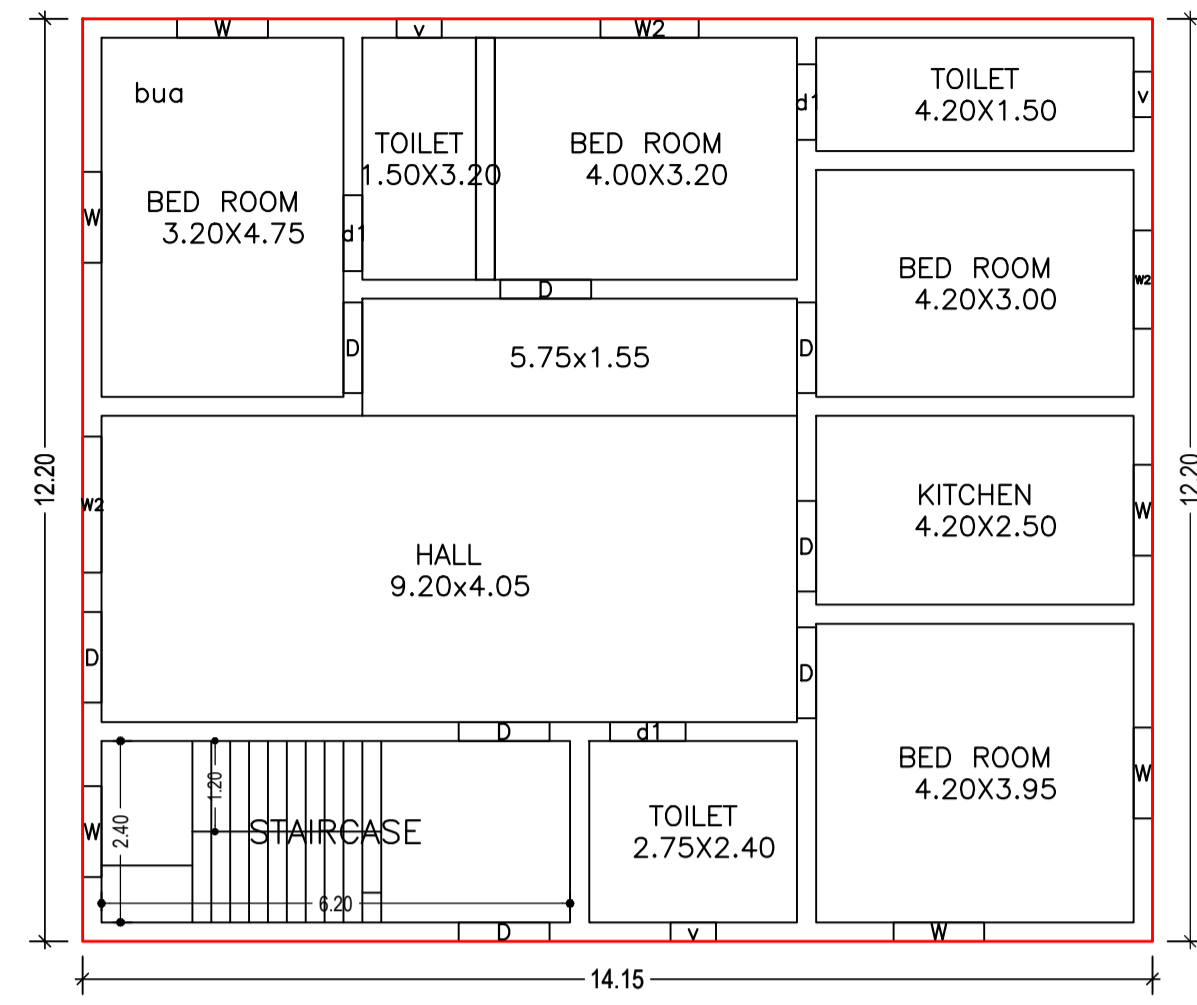 W
v
W2
bua
TOILET
4.20X1.50
d1
v
TOILET
1.50X3.20
BED ROOM
4.00X3.20
BED ROOM
3.20X4.75
W
d1
BED ROOM
4.20X3.00
W2
D
5.75x1.55
D
D
12.20
12.20
W2
KITCHEN
4.20X2.50
W
HALL
9.20x4.05
D
D
D
D
d1
BED ROOM
4.20X3.95
W
1.20
2.40
STAIRCASE
W
TOILET
2.75X2.40
6.20
D
v
W
14.15